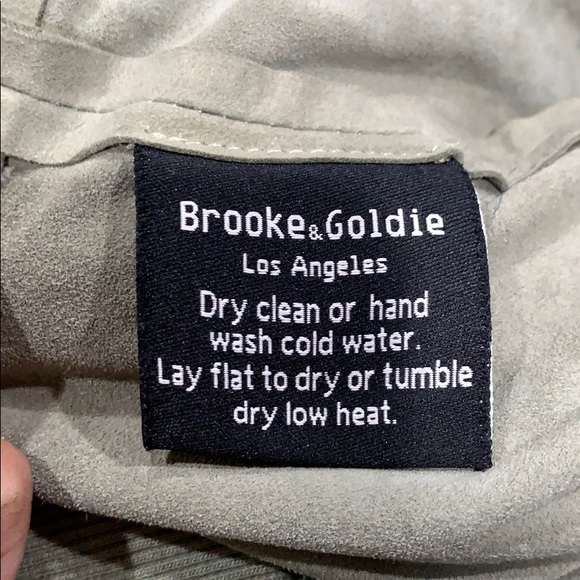 Brooke&Goldie
Los Angeles
Dry clean or hand
wash cold water.
Lay flat to dry or tumble
dry low heat.